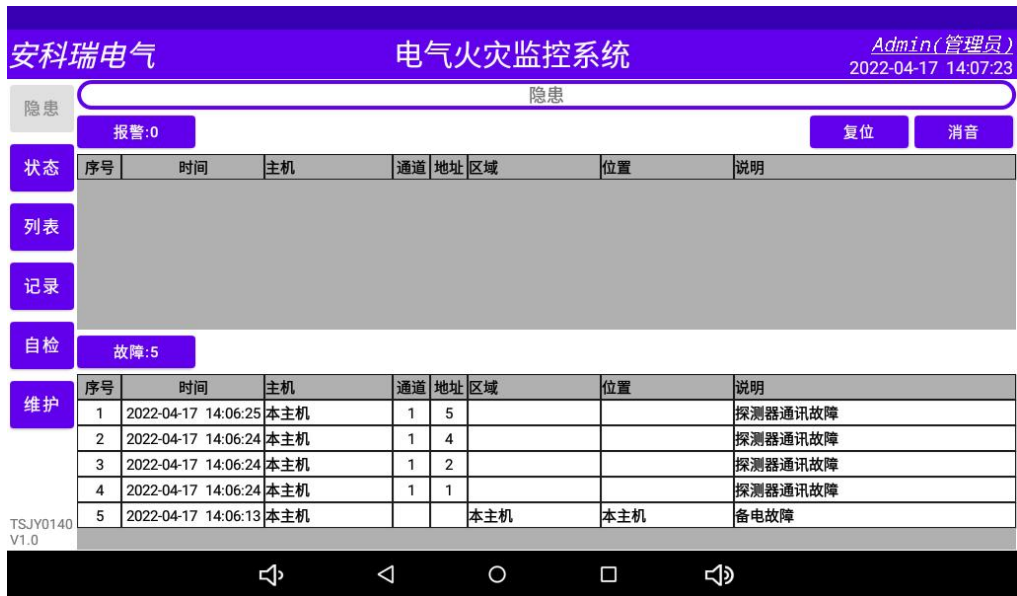 安科瑞电气 电气火灾监控系统 Admin(管理员)
2022-04-17 14:07:23
隐患 隐患
报警:0 复位 消音
状态
序号 时间 主机 通道 地址 区域 位置 说明
列表
记录
自检
故障:5
维护
序号 时间 主机 通道 地址 区域 位置 说明
1 2022-04-17 14:06:25 本主机 1 5 探测器通讯故障
2 2022-04-17 14:06:24 本主机 1 4 探测器通讯故障
3 2022-04-17 14:06:24 本主机 1 2 探测器通讯故障
4 2022-04-17 14:06:24 本主机 1 1 探测器通讯故障
5 2022-04-17 14:06:13 本主机 本主机 本主机 备电故障
TSJY0140
V1.0